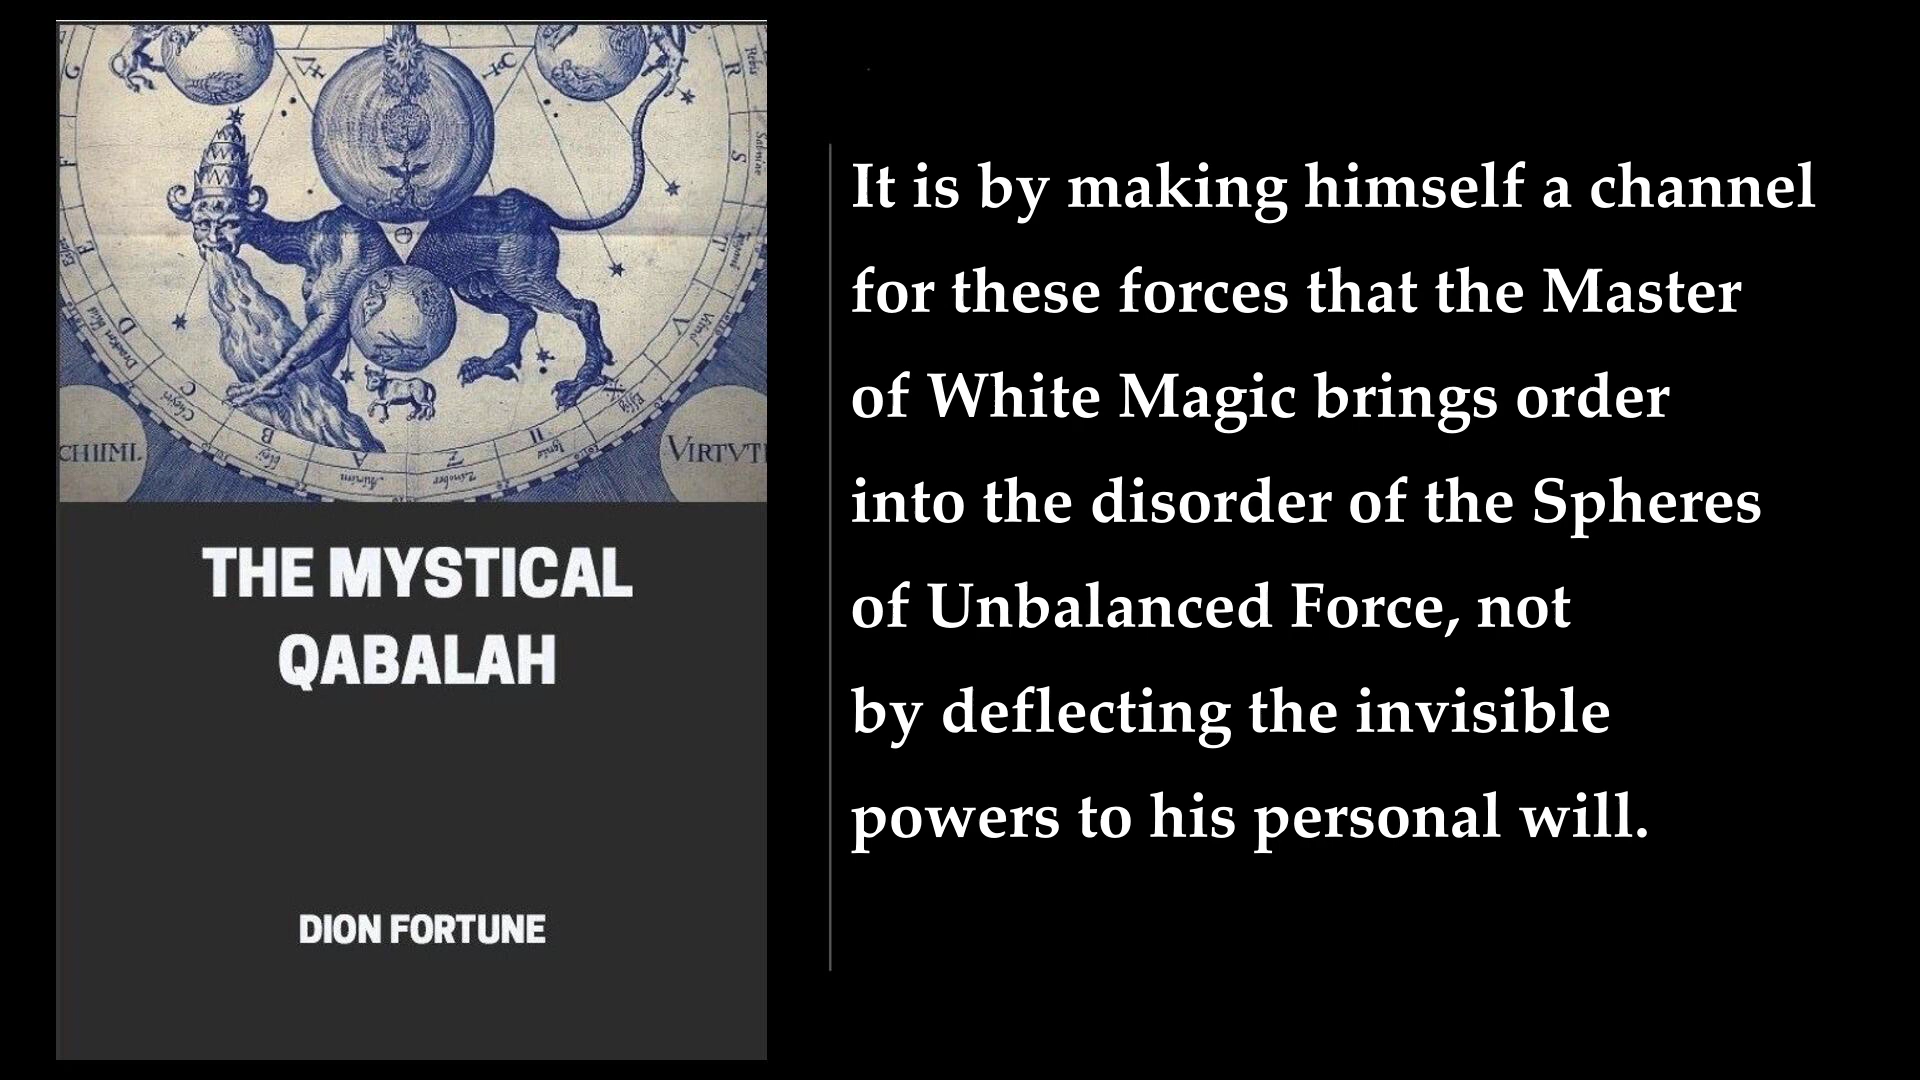 CHIIMI.
VIRTVTI
THE MYSTICAL
QABALAH
DION FORTUNE
It is by making himself a channel
for these forces that the Master
of White Magic brings order
into the disorder of the Spheres
of Unbalanced Force, not
by deflecting the invisible
powers to his personal will.